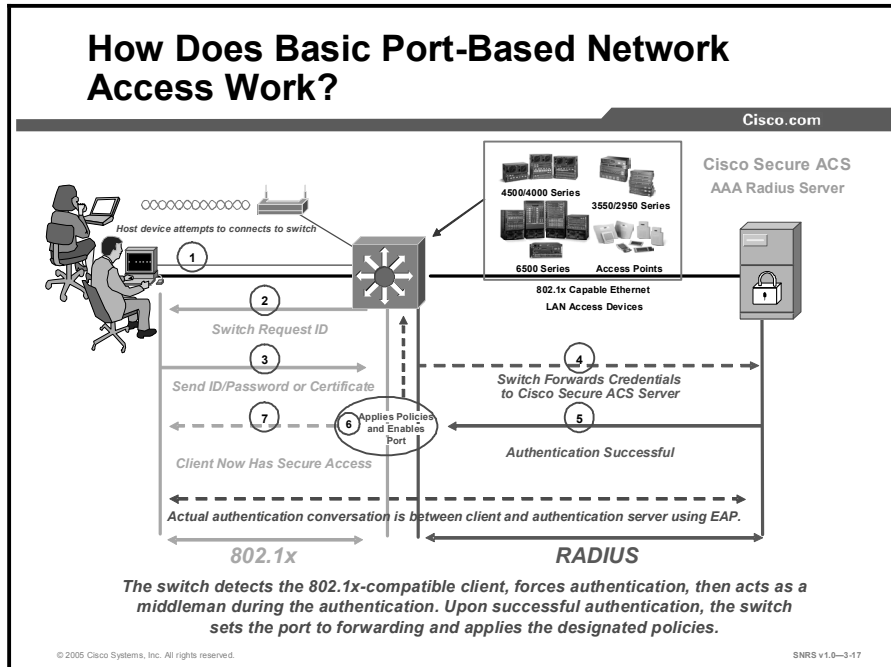 How Does Basic Port-Based Network
Access Work?
Cisco.com
4500/4000 Series
3550/2950 Series
6500 Series
Access Points
802.1x Capable Ethernet
LAN Access Devices
Cisco Secure ACS
AAA Radius Server
Host device attempts to connects to switch
1
2
Switch Request ID
3
Send ID/Password or Certificate
4
Switch Forwards Credentials
to Cisco Secure ACS Server
5
Authentication Successful
6
Applies Policies
and Enables
Port
7
Client Now Has Secure Access
Actual authentication conversation is between client and authentication server using EAP.
802.1x
RADIUS
The switch detects the 802.1x-compatible client, forces authentication, then acts as a
middleman during the authentication. Upon successful authentication, the switch
sets the port to forwarding and applies the designated policies.
© 2005 Cisco Systems, Inc. All rights reserved.
SNRS v1.0—3-17